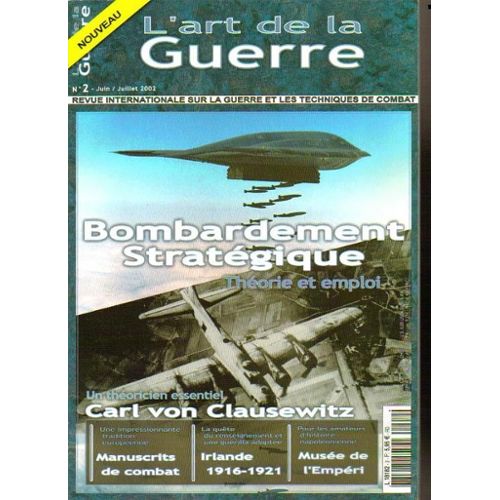 NOUVEAU
L'art de la
Guerre
N°2 - Juin / Juillet 2002
REVUE INTERNATIONALE SUR LA GUERRE ET LES TECHNIQUES DE COMBAT
Bombardement
Stratégique
Théorie et emploi
Un théoricien essentiel
Carl von Clausewitz
Une impressionnante
tradition
européenne
Manuscrits
de combat
La quête
du renseignement et
une guérilla adaptée
Irlande
1916-1921
Pour les amateurs
d'histoire
napoléonienne
Musée de
l'Empéri